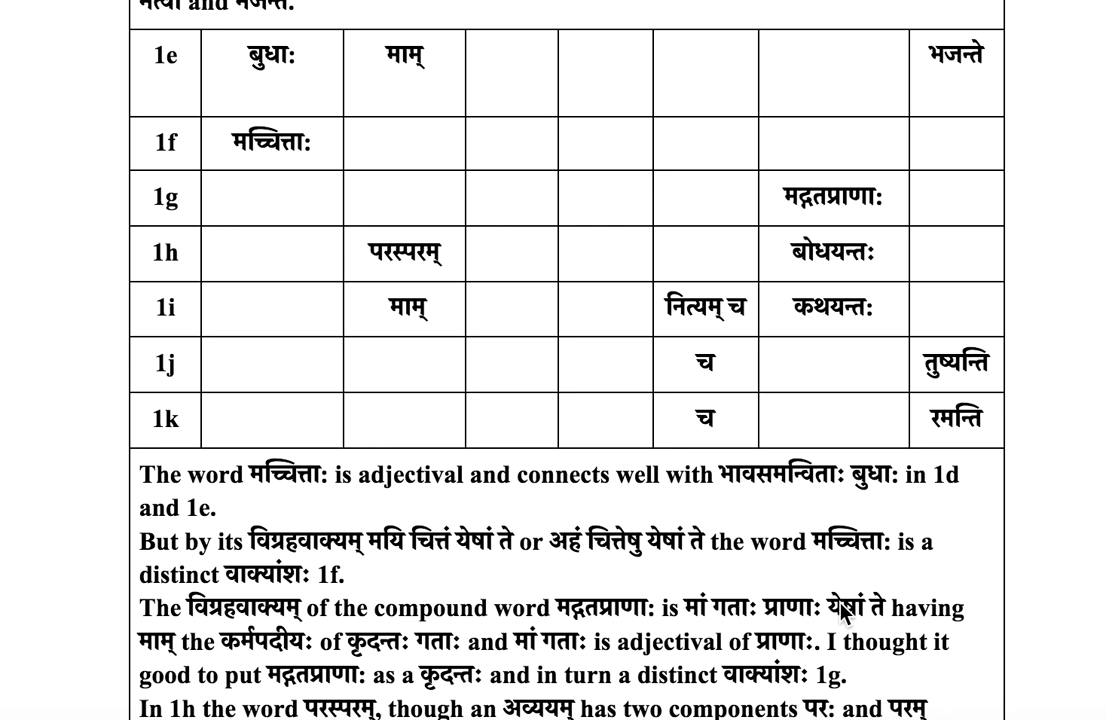 मत्वा and भजन्ते.
1e बुधा: माम् भजन्ते
1f मच्चित्ता:
1g मद्गतप्राणा:
1h परस्परम् बोधयन्तः
1i माम् नित्यम् च कथयन्त:
1j च तुष्यन्ति
1k च रमन्ति
The word मच्चित्ता: is adjectival and connects well with भावसमन्विताः बुधा: in 1d
and 1e.
But by its विग्रहवाक्यम् मयि चित्तं येषां ते or अहं चित्तेषु येषां ते the word मच्चित्ता: is a
distinct वाक्यांशः 1f.
The विग्रहवाक्यम् of the compound word मद्गतप्राणा: is मां गताः प्राणाः येषां ते having
माम् the कर्मपदीयः of कृदन्तः गताः and मां गताः is adjectival of प्राणाः. I thought it
good to put मद्गतप्राणा: as a कृदन्तः and in turn a distinct वाक्यांशः 1g.
In 1h the word परस्परम्, though an अव्ययम् has two components पर: and परम्